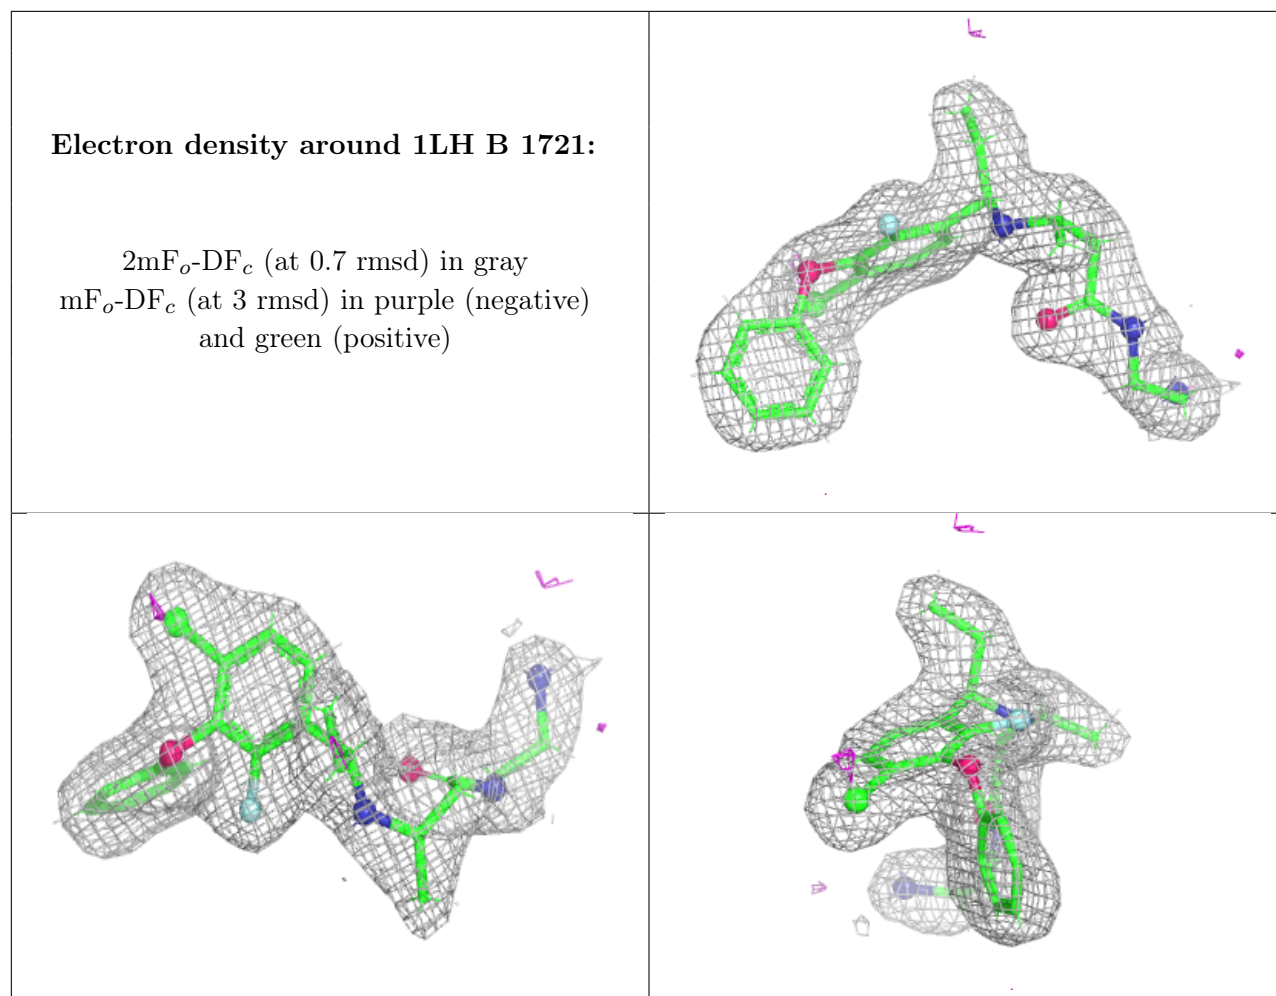 Electron density around 1LH B 1721:
2mFo-DFc (at 0.7 rmsd) in gray
mFo-DFc (at 3 rmsd) in purple (negative)
and green (positive)